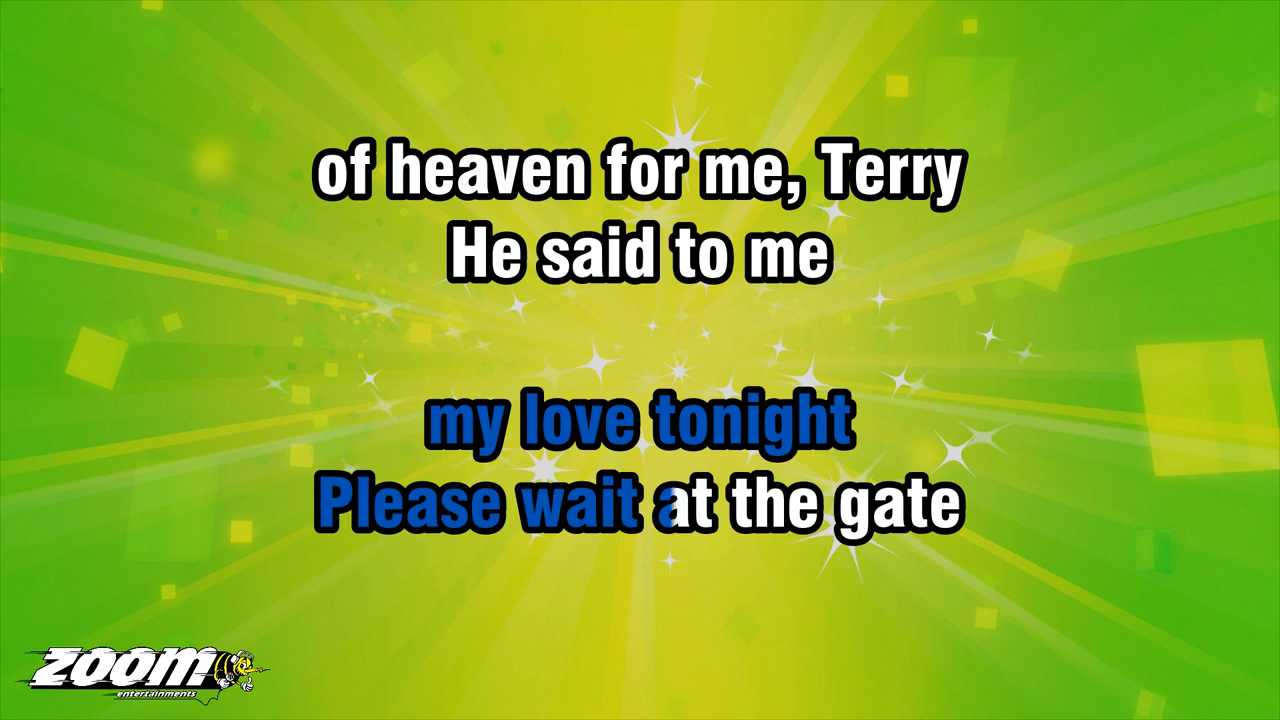 of heaven for me, Terry
He said to me
my love tonight
Please wait at the gate
ZOOM
entertainments